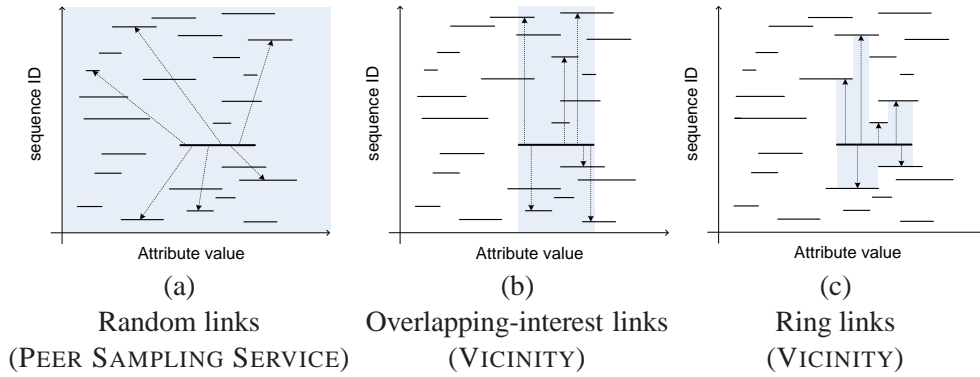 sequence ID
Attribute value
(a)
Random links
(PEER SAMPLING SERVICE)
sequence ID
Attribute value
(b)
Overlapping-interest links
(VICINITY)
sequence ID
Attribute value
(c)
Ring links
(VICINITY)